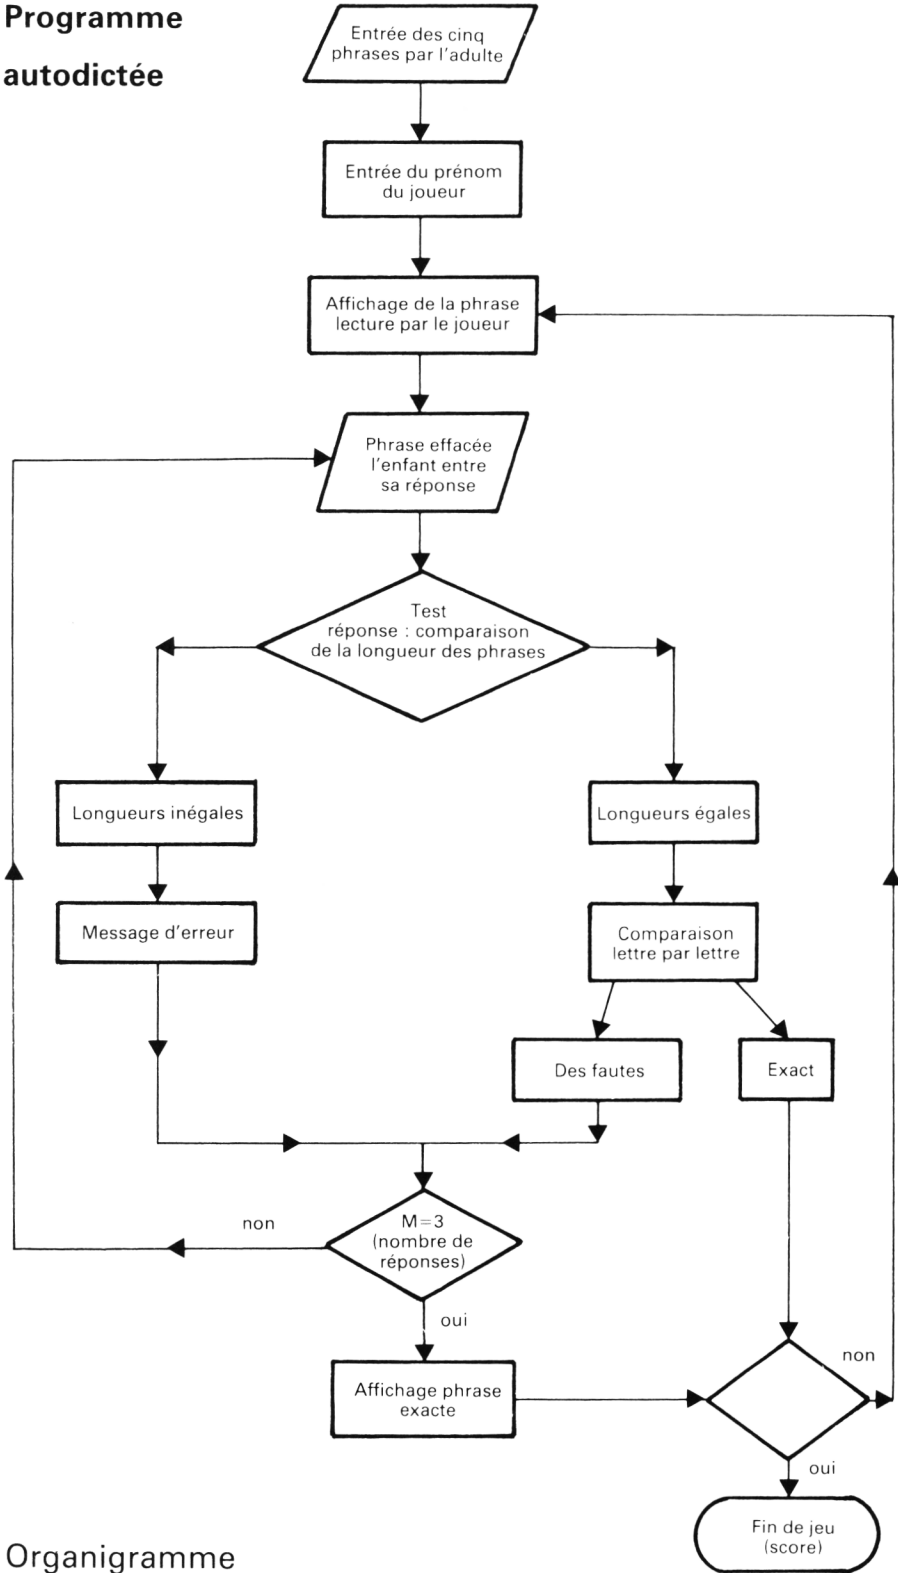 Programme
autodictée
Entrée des cinq
phrases par l'adulte
Entrée du prénom
du joueur
Affichage de la phrase
lecture par le joueur
Phrase effacée
l'enfant entre
sa réponse
Test
réponse : comparaison
de la longueur des phrases
Longueurs inégales
Longueurs égales
Message d'erreur
Comparaison
lettre par lettre
Des fautes
Exact
non
M=3
(nombre de
réponses)
oui
Affichage phrase
exacte
non
oui
Fin de jeu
(score)
Organigramme